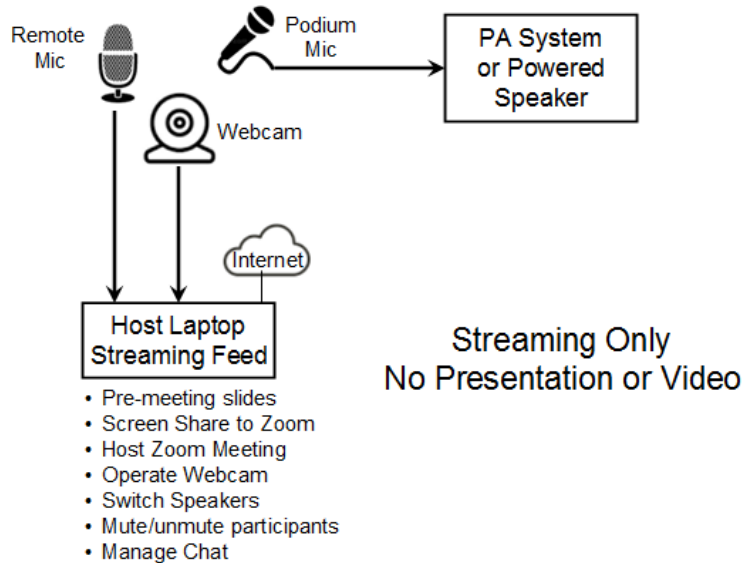 Remote
Mic
Podium
Mic
PA System
or Powered
Speaker
Webcam
Internet
Host Laptop
Streaming Feed
Streaming Only
No Presentation or Video
• Pre-meeting slides
• Screen Share to Zoom
• Host Zoom Meeting
• Operate Webcam
• Switch Speakers
• Mute/unmute participants
• Manage Chat